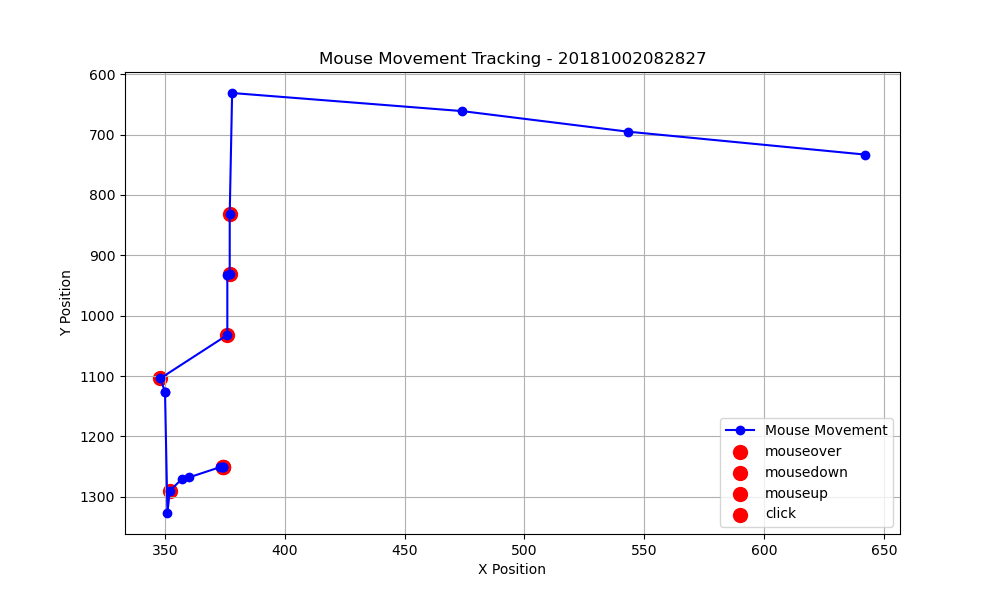 Mouse Movement Tracking - 20181002082827
600
700
800
900
1000
1100
1200
1300
Y Position
350
400
450
500
550
600
650
X Position
Mouse Movement
mouseover
mousedown
mouseup
click